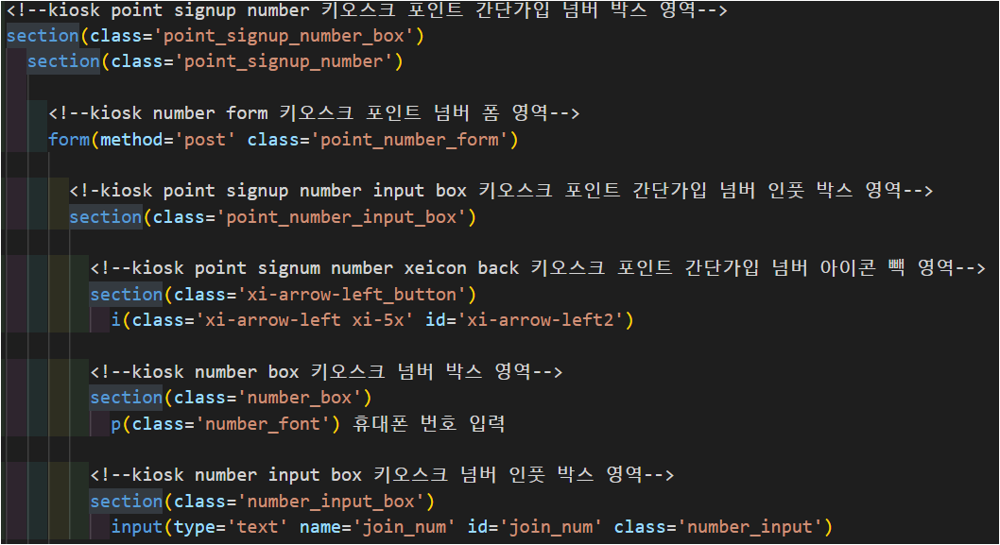 <!--kiosk point signup number 키오스크 포인트 간단가입 넘버 박스 영역-->
section(class='point_signup_number_box')
section(class='point_signup_number')
<!--kiosk number form 키오스크 포인트 넘버 폼 영역-->
form(method='post' class='point_number_form')
<!-kiosk point signup number input box 키오스크 포인트 간단가입 넘버 인풋 박스 영역-->
section(class='point_number_input_box')
<!--kiosk point signum number xeicon back 키오스크 포인트 간단가입 넘버 아이콘 빽 영역-->
section(class='xi-arrow-left_button')
i(class='xi-arrow-left xi-5x' id='xi-arrow-left2')
<!--kiosk number box 키오스크 넘버 박스 영역-->
section(class='number_box')
p(class='number_font') 휴대폰 번호 입력
<!--kiosk number input box 키오스크 넘버 인풋 박스 영역-->
section(class='number_input_box')
input(type='text' name='join_num' id='join_num' class='number_input')